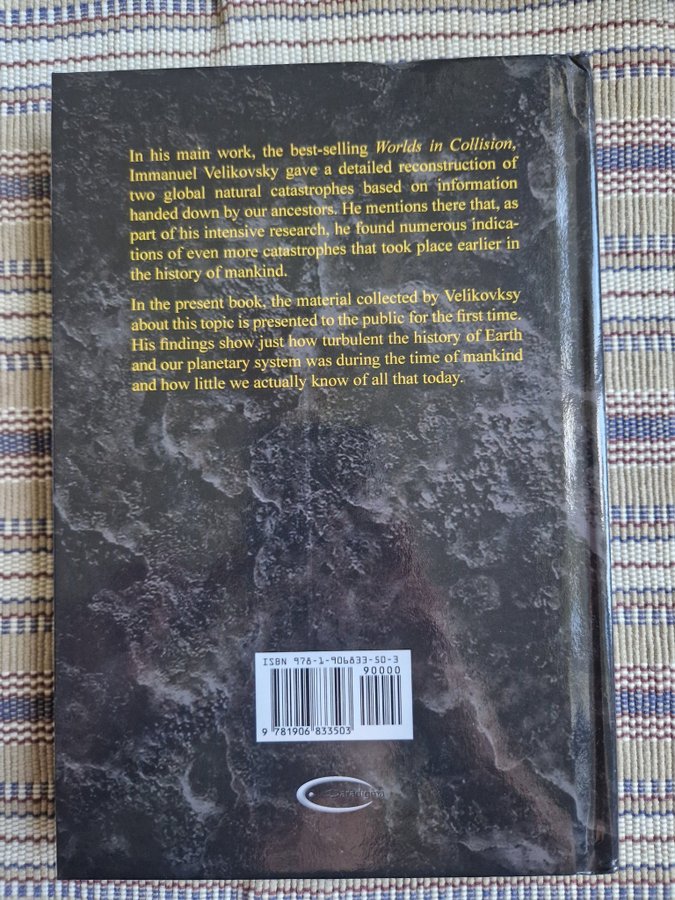 In his main work, the best-selling Worlds in Collision,
Immanuel Velikovsky gave a detailed reconstruction of
two global natural catastrophes based on information
handed down by our ancestors. He mentions there that, as
part of his intensive research, he found numerous indica-
tions of even more catastrophes that took place earlier in
the history of mankind.
In the present book, the material collected by Velikovksy
about this topic is presented to the public for the first time.
His findings show just how turbulent the history of Earth
and our planetary system was during the time of mankind
and how little we actually know of all that today.
ISBN 978-1-906833-50-3
90000
9 781906 833503